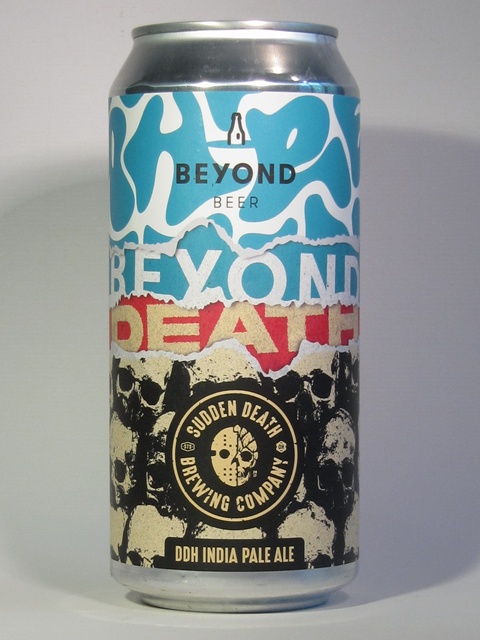 BEYOND
BEER
BEYOND
DEATH
SUDDEN DEATH
BREWING COMPANY
DDH INDIA PALE ALE